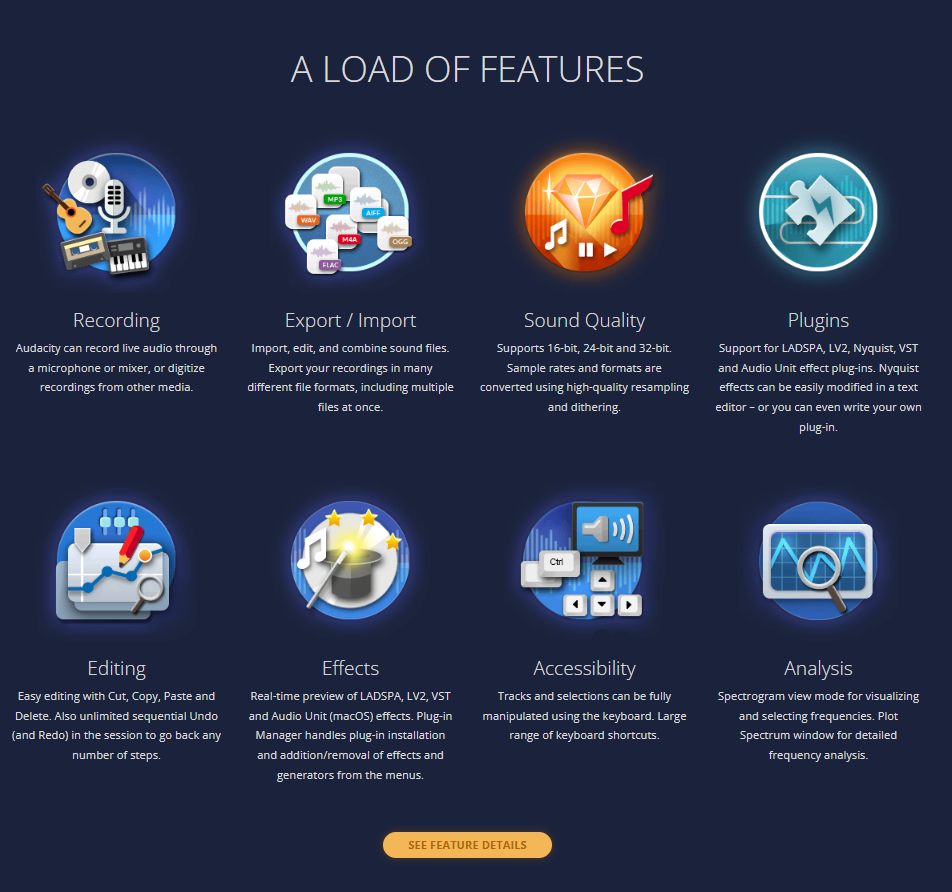 A LOAD OF FEATURES
WAV
MP3
AIFF
M4A
OGG
FLAC
Recording
Audacity can record live audio through
a microphone or mixer, or digitize
recordings from other media.
Export / Import
Import, edit, and combine sound files.
Export your recordings in many
different file formats, including multiple
files at once.
Sound Quality
Supports 16-bit, 24-bit and 32-bit.
Sample rates and formats are
converted using high-quality resampling
and dithering.
Plugins
Support for LADSPA, LV2, Nyquist, VST
and Audio Unit effect plug-ins. Nyquist
effects can be easily modified in a text
editor – or you can even write your own
plug-in.
Ctrl
Editing
Easy editing with Cut, Copy, Paste and
Delete. Also unlimited sequential Undo
(and Redo) in the session to go back any
number of steps.
Effects
Real-time preview of LADSPA, LV2, VST
and Audio Unit (macOS) effects. Plug-in
Manager handles plug-in installation
and addition/removal of effects and
generators from the menus.
Accessibility
Tracks and selections can be fully
manipulated using the keyboard. Large
range of keyboard shortcuts.
Analysis
Spectrogram view mode for visualizing
and selecting frequencies. Plot
Spectrum window for detailed
frequency analysis.
SEE FEATURE DETAILS